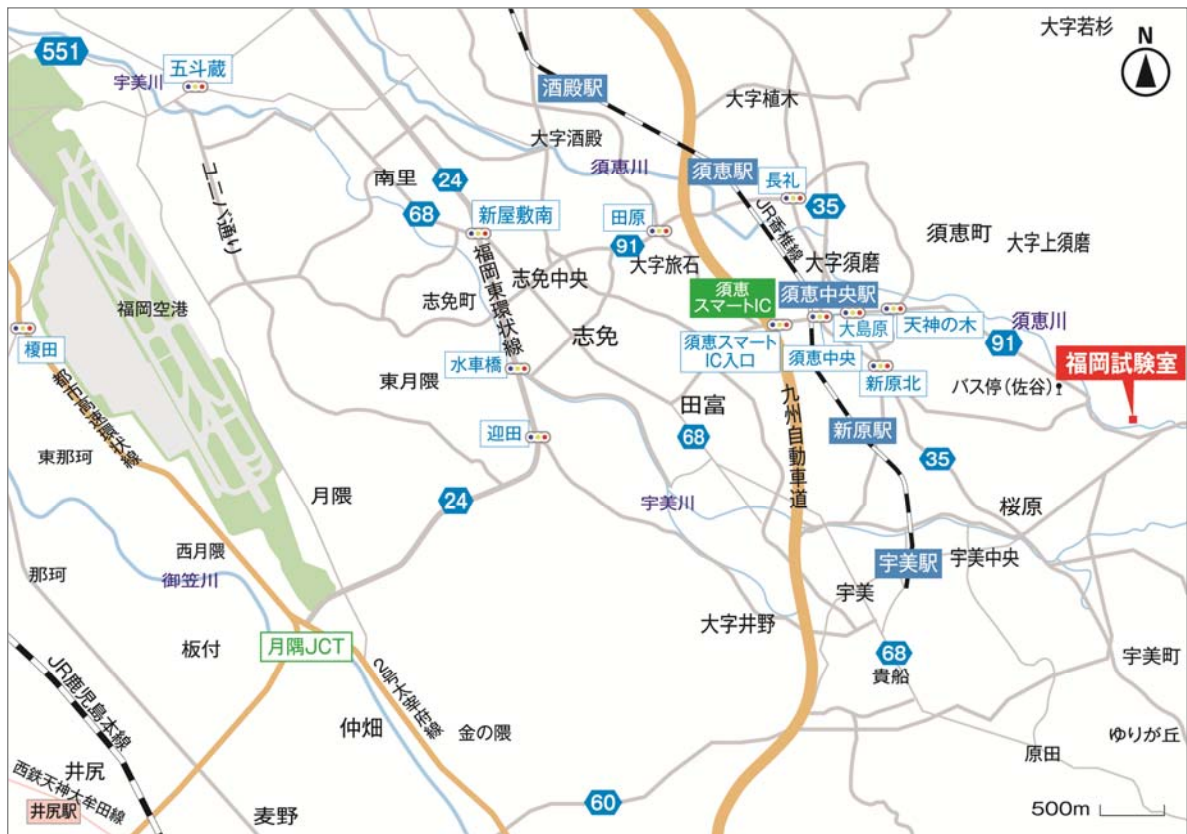 大字若杉
N
551
五斗蔵
宇美川
酒殿駅
大字植木
大字酒殿
須恵川
須恵駅
長礼
35
南里
24
68
新屋敷南
田原
91
JR香椎線
須恵町
大字上須磨
ユニバ通り
福岡東環状線
志免中央
大字旅石
大字須磨
志免町
須恵
スマートIC
須恵中央駅
福岡空港
志免
須恵スマート
IC入口
須恵中央
大島原
天神の木
須恵川
91
榎田
水車橋
新原北
バス停(佐谷)
福岡試験室
東月隈
都市高速環状線
田富
68
九州自動車道
新原駅
迎田
35
東那珂
月隈
24
宇美川
桜原
西月隈
宇美駅
宇美中央
那珂
御笠川
宇美
大字井野
板付
月隅JCT
68
貴船
宇美町
JR鹿児島本線
2号太宰府線
仲畑
金の隈
原田
ゆりが丘
井尻
西鉄天神大牟田線
井尻駅
麦野
60
500m